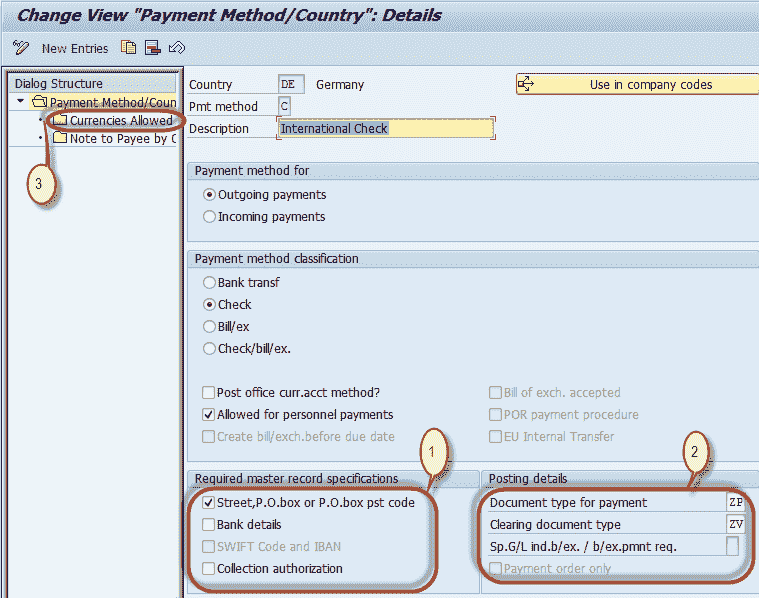 Change View "Payment Method/Country": Details
New Entries
Dialog Structure
Payment Method/Coun
Currencies Allowed
Note to Payee by C
3
Country DE Germany
Use in company codes
Pmt method C
Description International Check
Payment method for
Outgoing payments
Incoming payments
Payment method classification
Bank transf
Check
Bill/ex
Check/bill/ex.
Post office curr.acct method? Bill of exch. accepted
Allowed for personnel payments POR payment procedure
Create bill/exch.before due date EU Internal Transfer
1
2
Required master record specifications
Street,P.O.box or P.O.box pst code
Bank details
SWIFT Code and IBAN
Collection authorization
Posting details
Document type for payment ZP
Clearing document type ZV
Sp.G/L ind.b/ex. / b/ex.pmnt req.
Payment order only